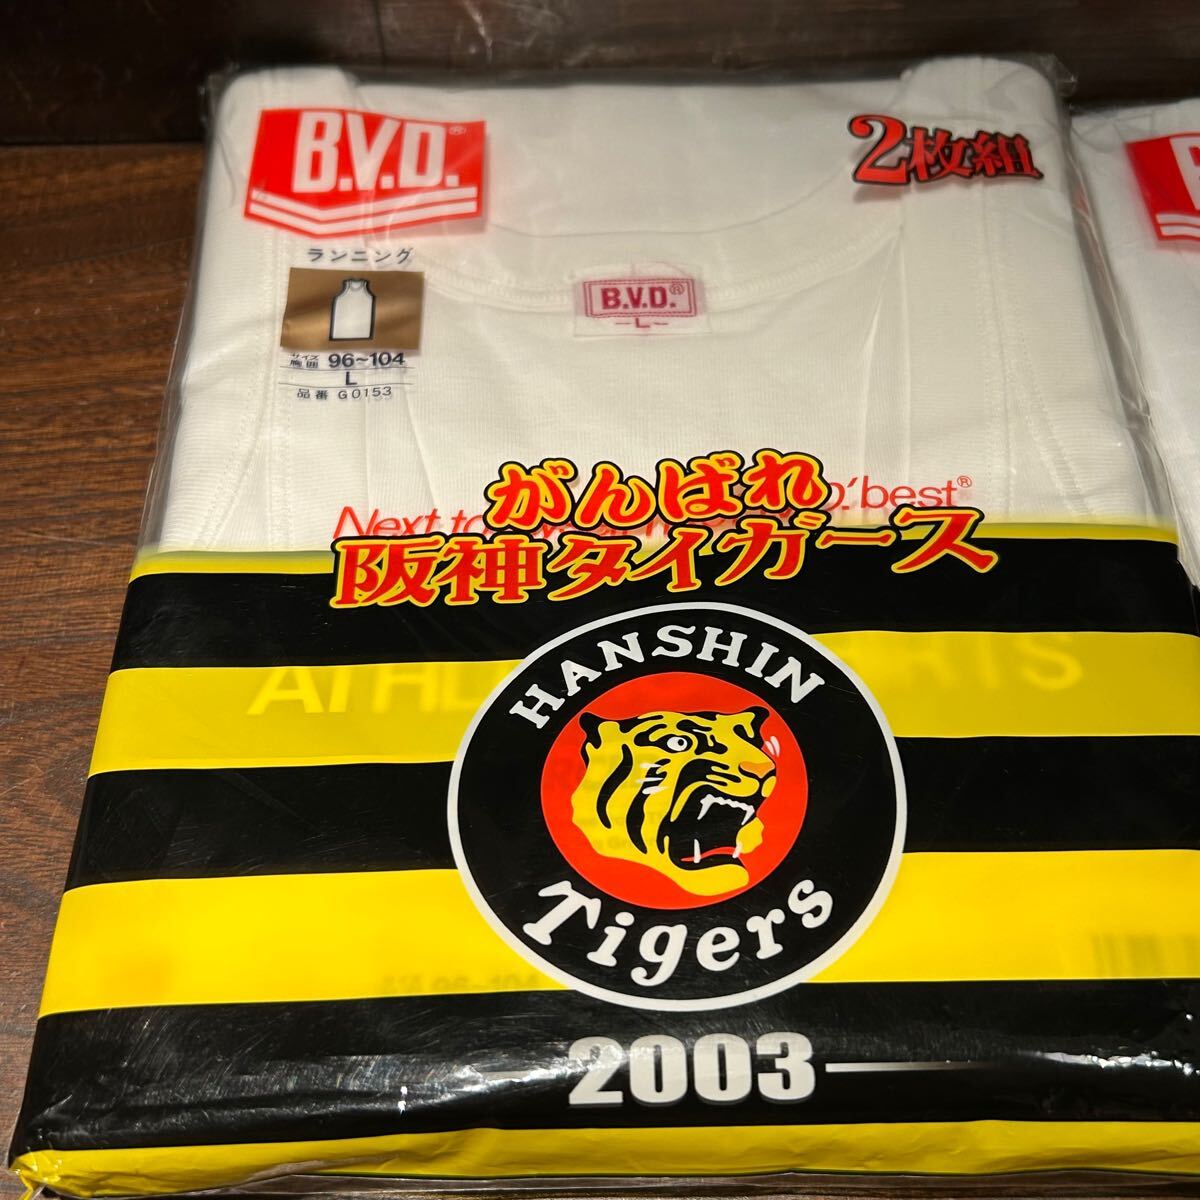 B.V.D.®
2枚組
ランニング
サイズ
胸囲 96~104
L
品番 G0153
B.V.D.®
-L-
がんばれ
Next to best®
阪神タイガース
HANSHIN
Tigers
2003